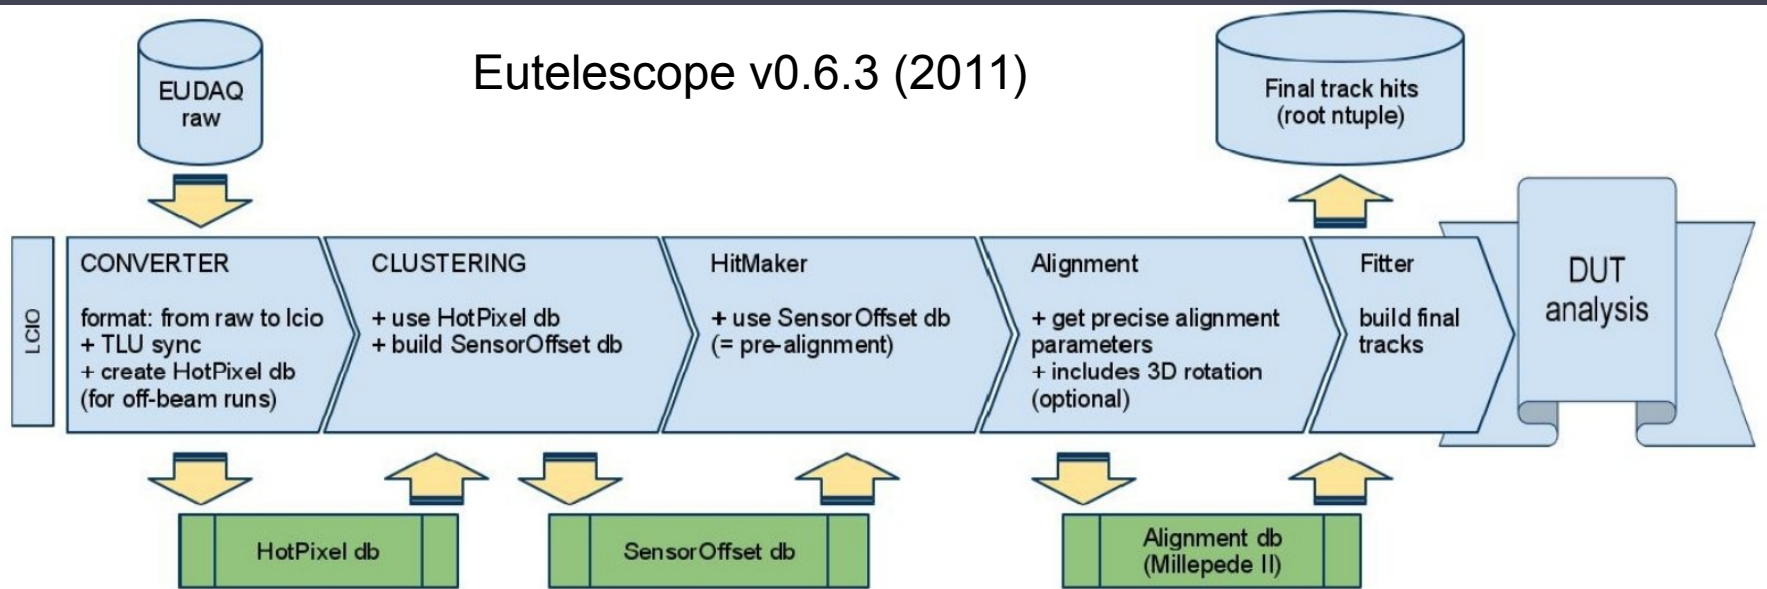 Eutelescope v0.6.3 (2011)
EUDAQ
raw
Final track hits
(root ntuple)
LCIO
CONVERTER
format: from raw to lcio
+ TLU sync
+ create HotPixel db
(for off-beam runs)
CLUSTERING
+ use HotPixel db
+ build SensorOffset db
HitMaker
+ use SensorOffset db
(= pre-alignment)
Alignment
+ get precise alignment
parameters
+ includes 3D rotation
(optional)
Fitter
build final
tracks
DUT
analysis
HotPixel db
SensorOffset db
Alignment db
(Millepede II)